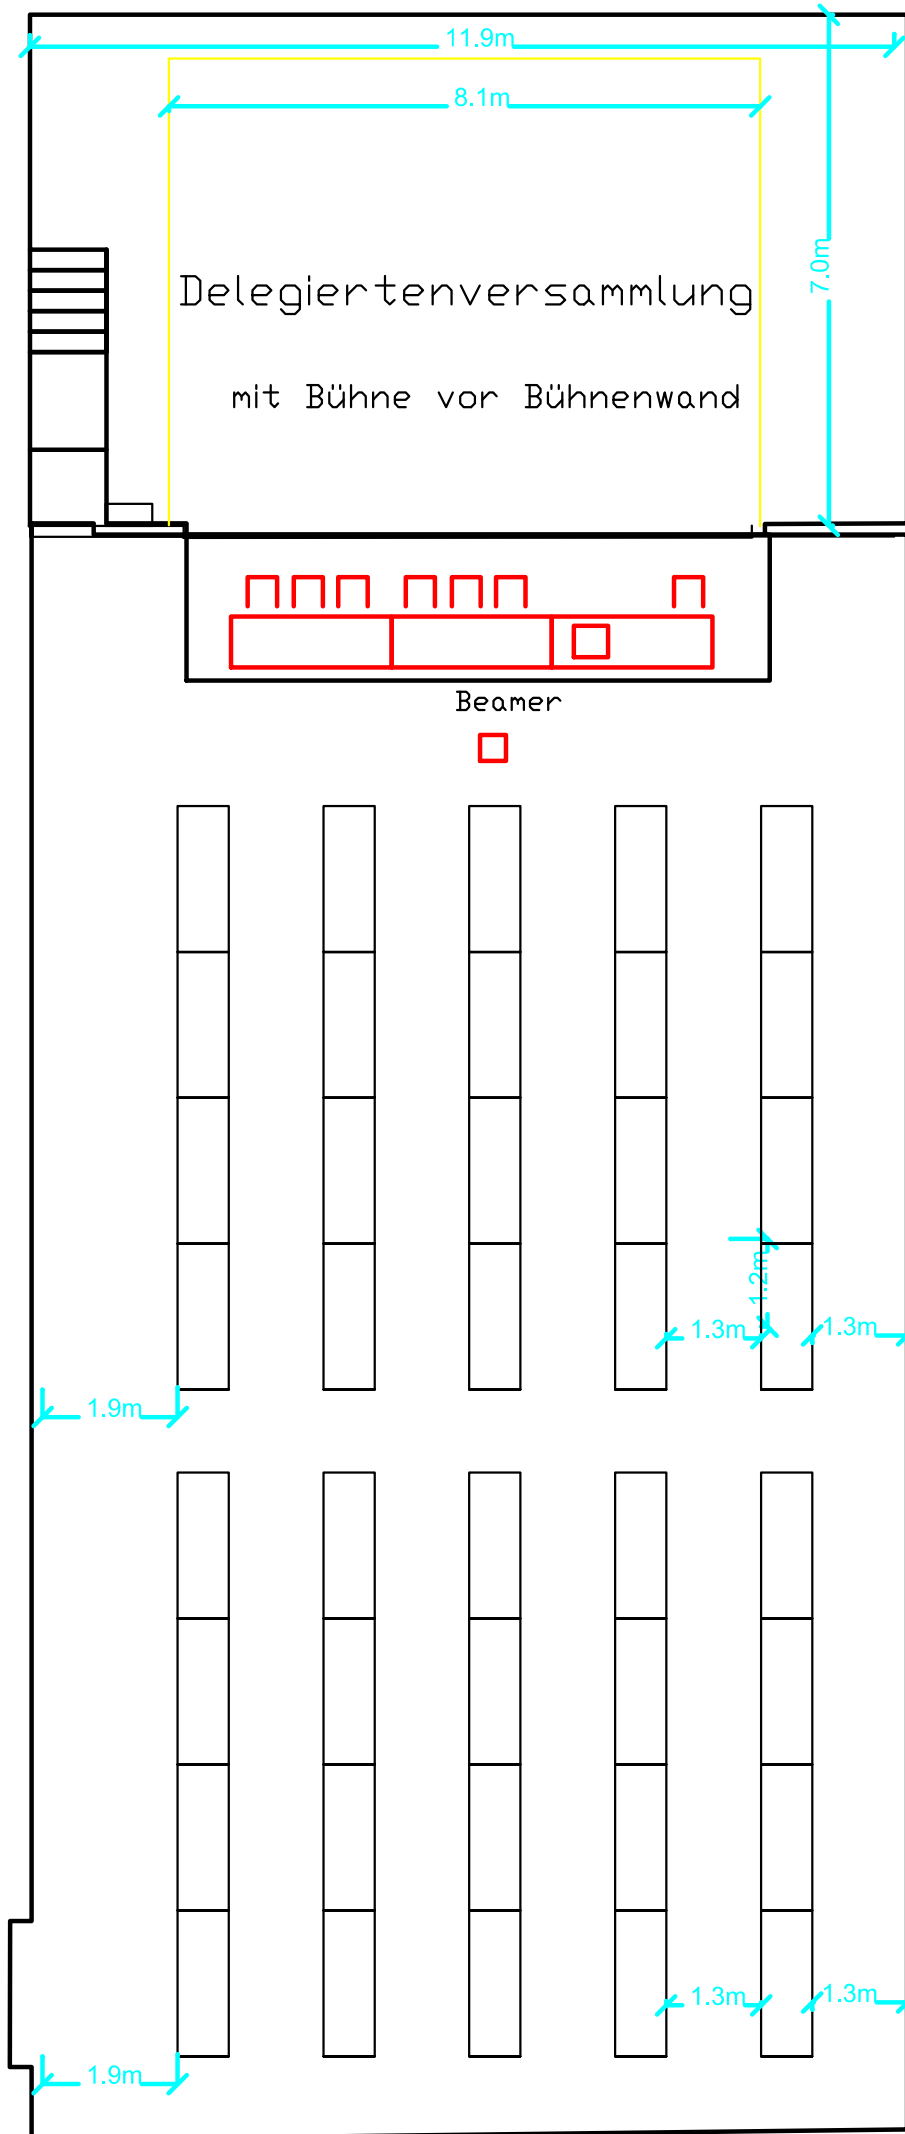 11.9m
8.1m
7.0m
Delegiertenversammlung
mit Bühne vor Bühnenwand
Beamer
1.2m
1.3m
1.3m
1.9m
1.3m
1.3m
1.9m